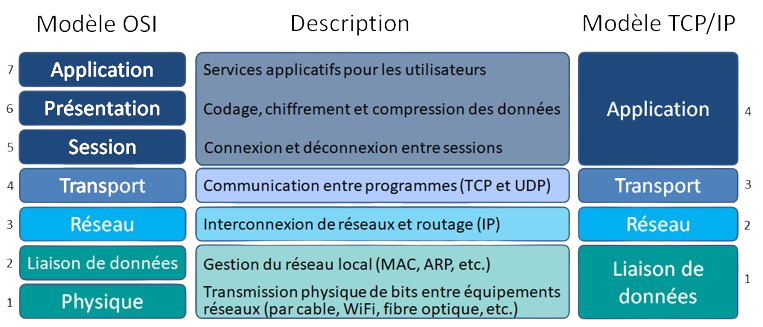 Modèle OSI Description Modèle TCP/IP
7 Application Services applicatifs pour les utilisateurs
6 Présentation Codage, chiffrement et compression des données Application 4
5 Session Connexion et déconnexion entre sessions
4 Transport Communication entre programmes (TCP et UDP) Transport 3
3 Réseau Interconnexion de réseaux et routage (IP) Réseau 2
2 Liaison de données Gestion du réseau local (MAC, ARP, etc.) Liaison de
données 1
1 Physique Transmission physique de bits entre équipements
réseaux (par cable, WiFi, fibre optique, etc.)